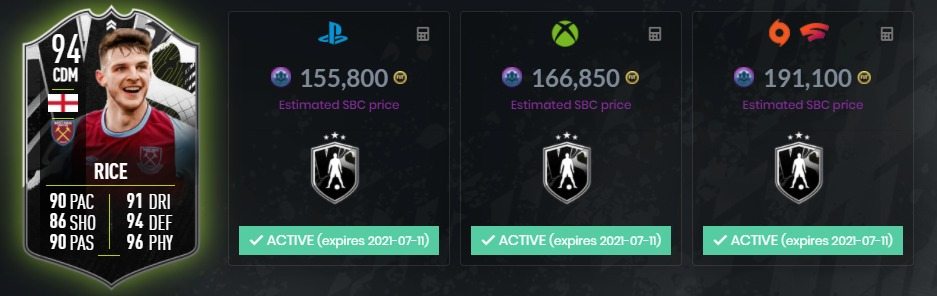 94
CDM
RICE
90 PAC 91 DRI
86 SHO 94 DEF
90 PAS 96 PHY
155,800
Estimated SBC price
ACTIVE (expires 2021-07-11)
166,850
Estimated SBC price
ACTIVE (expires 2021-07-11)
191,100
Estimated SBC price
ACTIVE (expires 2021-07-11)